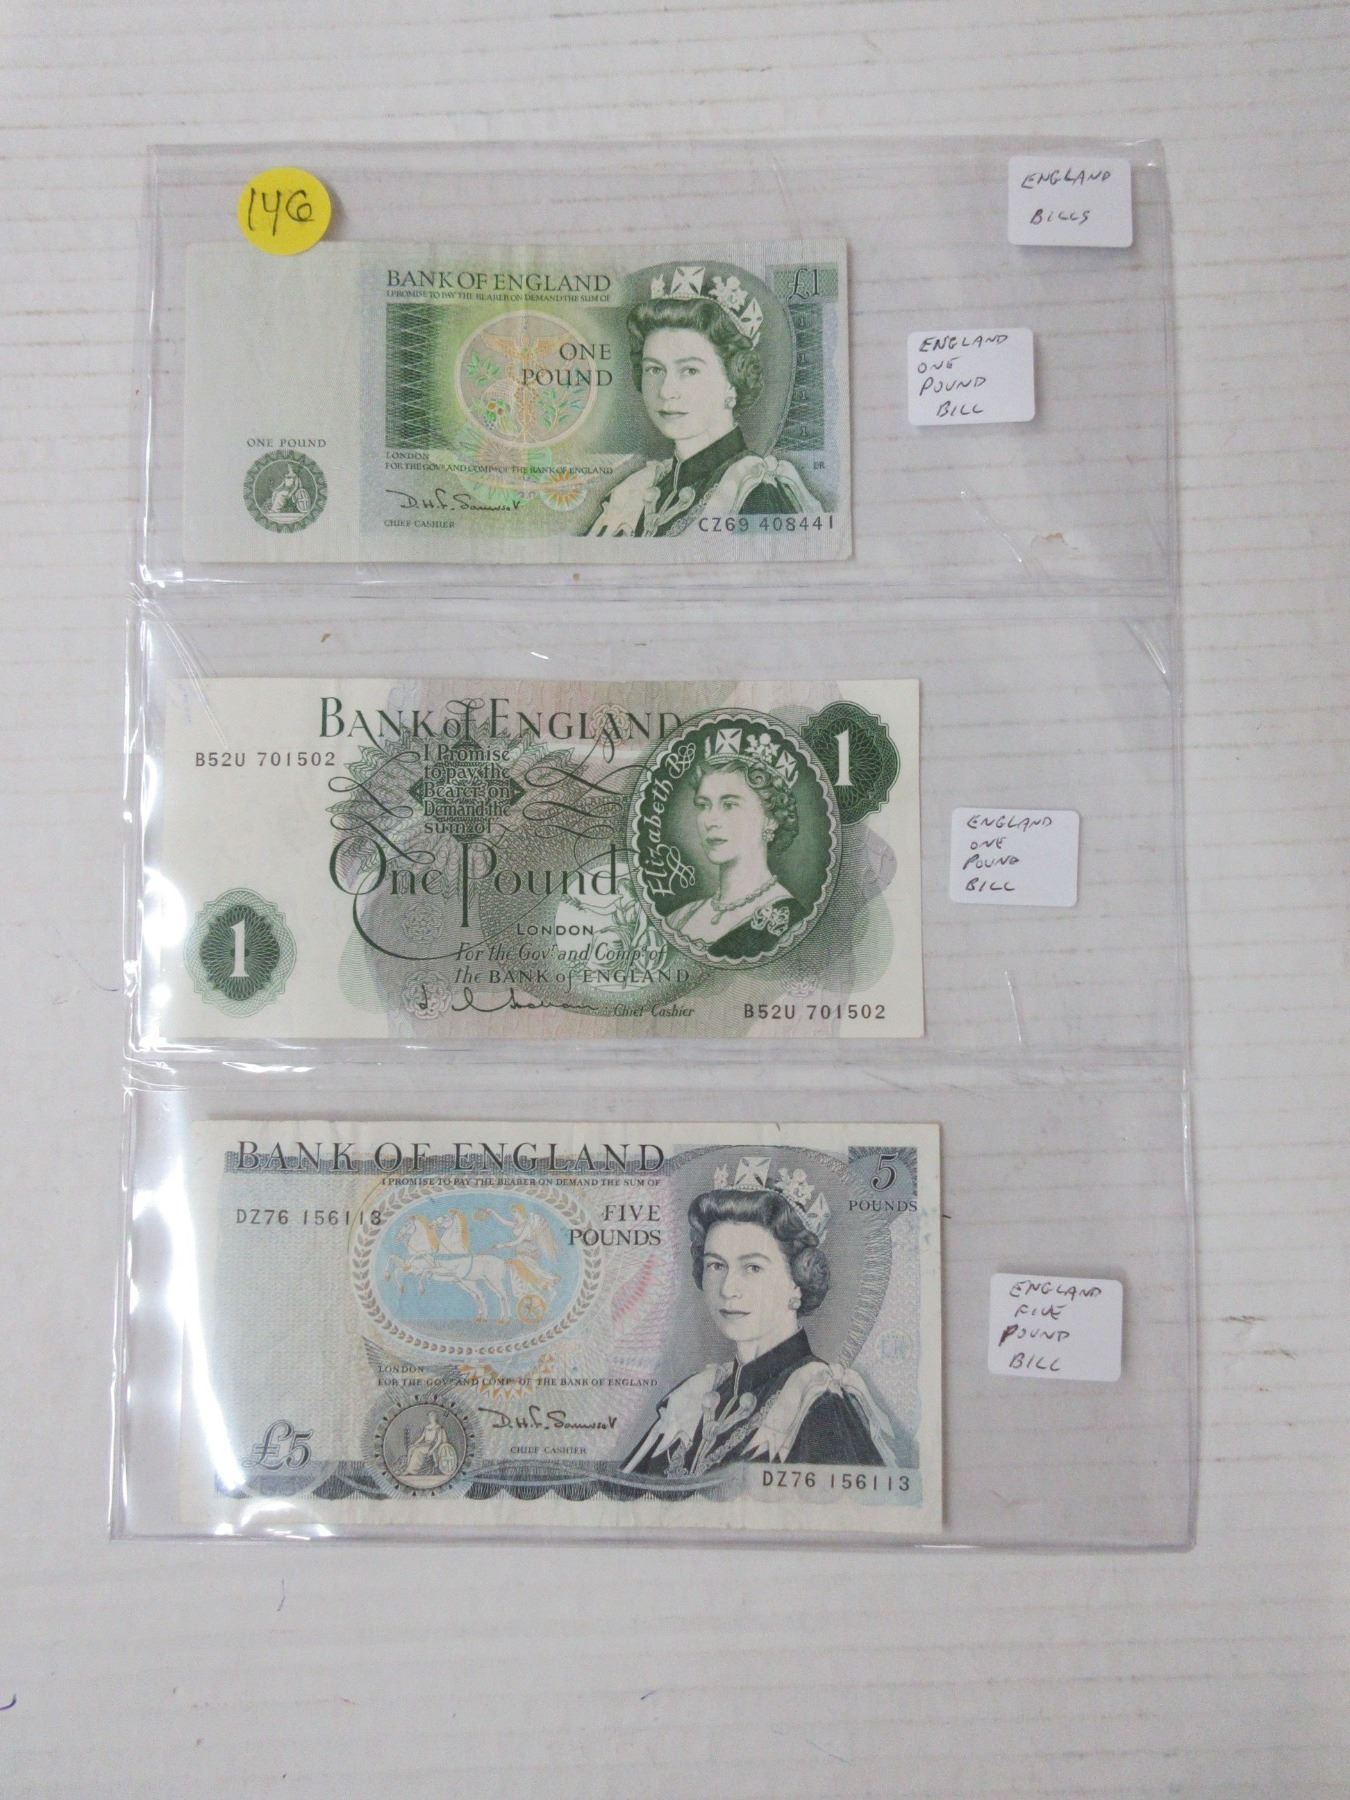 146
ENGLAND
BILLS
BANK OF ENGLAND
I PROMISE TO PAY THE BEARER ON DEMAND THE SUM OF
£1
ONE
POUND
ONE POUND
LONDON
FOR THE GOVR AND COMPA OF THE BANK OF ENGLAND
D.H.F. Somerset
CHIEF CASHIER
ER
CZ69 408441
ENGLAND
ONE
POUND
BILL
BANK of ENGLAND
B52U 701502
I Promise
to pay the
Bearer on
Demand the
sum of
One Pound
Elizabeth R
1
1
LONDON
For the Govr and Compa of
the BANK of ENGLAND
Chief Cashier
B52U 701502
ENGLAND
ONE
POUND
BILL
BANK OF ENGLAND
I PROMISE TO PAY THE BEARER ON DEMAND THE SUM OF
5
POUNDS
DZ76 156113
FIVE
POUNDS
LONDON
FOR THE GOVR AND COMPA OF THE BANK OF ENGLAND
£5
D.H.F. Somerset
CHIEF CASHIER
ER
DZ76 156113
ENGLAND
FIVE
POUND
BILL